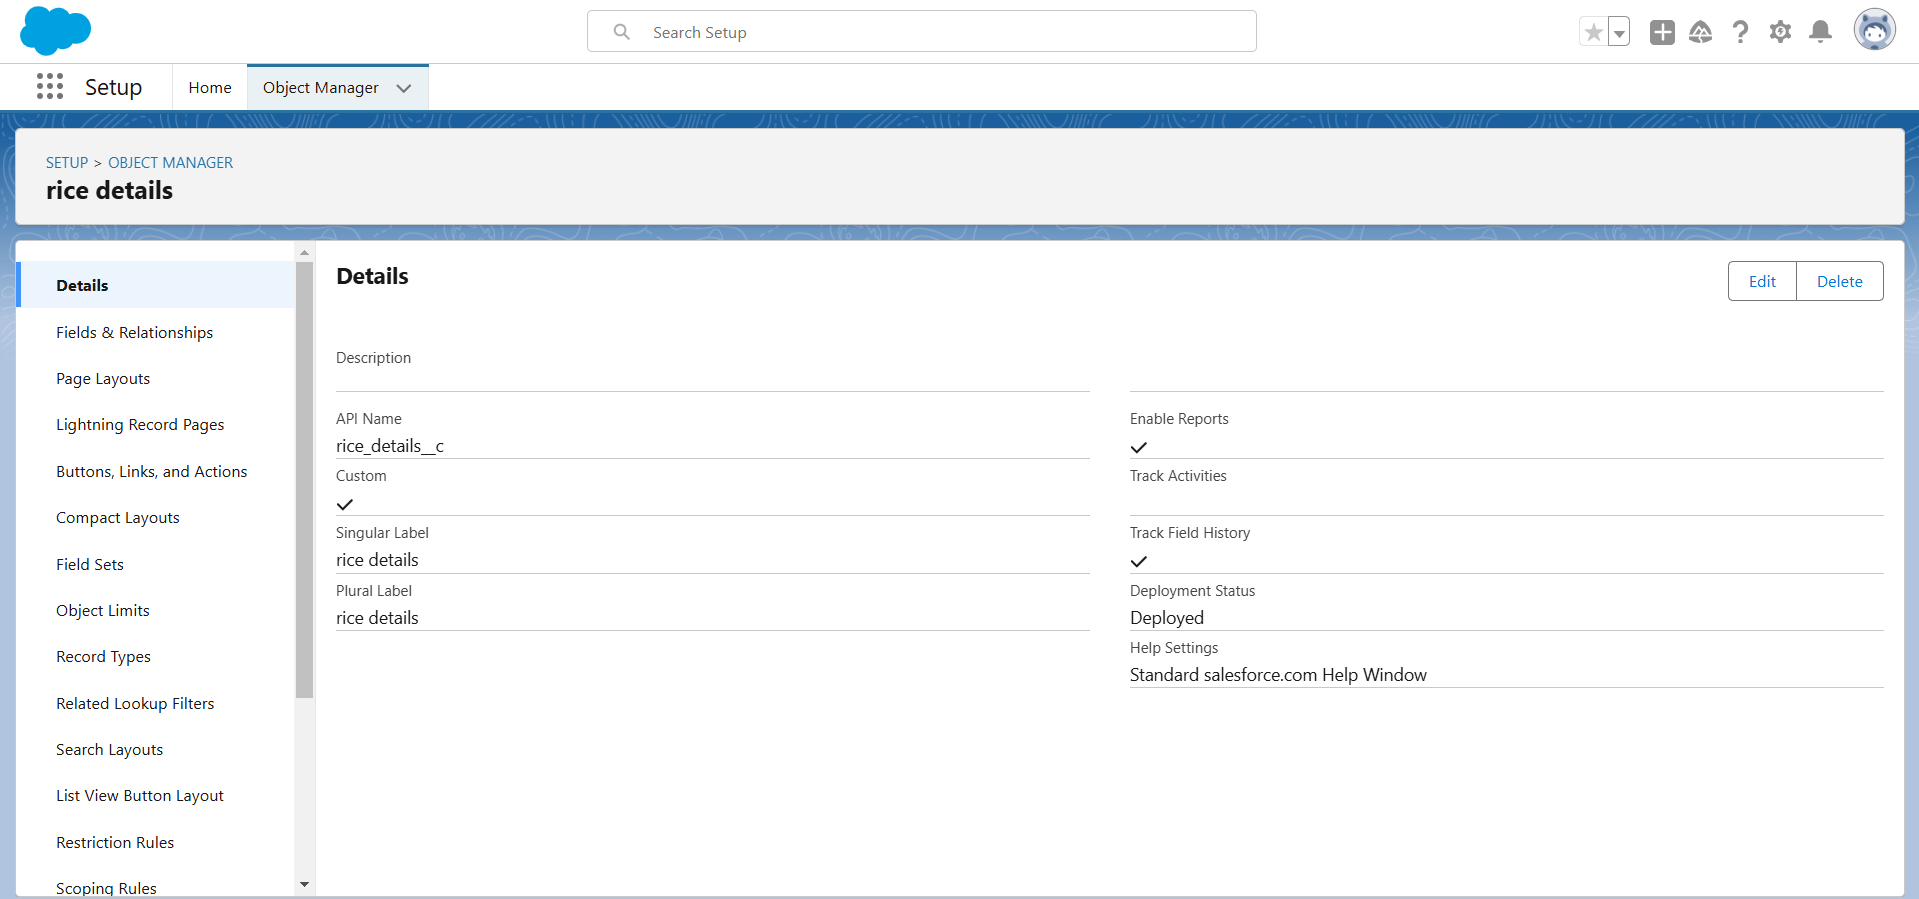 Search Setup
Setup
Home
Object Manager
SETUP > OBJECT MANAGER
rice details
Details
Fields & Relationships
Page Layouts
Lightning Record Pages
Buttons, Links, and Actions
Compact Layouts
Field Sets
Object Limits
Record Types
Related Lookup Filters
Search Layouts
List View Button Layout
Restriction Rules
Scoping Rules
Details
Edit
Delete
Description
API Name
rice_details__c
Custom
Singular Label
rice details
Plural Label
rice details
Enable Reports
Track Activities
Track Field History
Deployment Status
Deployed
Help Settings
Standard salesforce.com Help Window